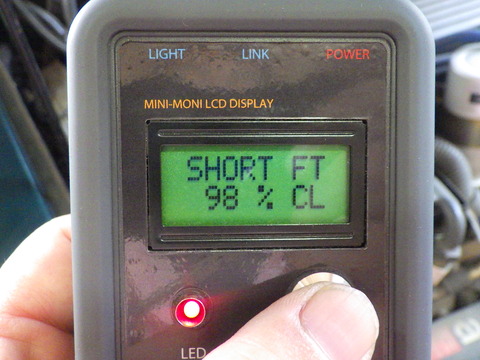 LIGHT LINK POWER
MINI-MONI LCD DISPLAY
SHORT FT
98 % CL
LED